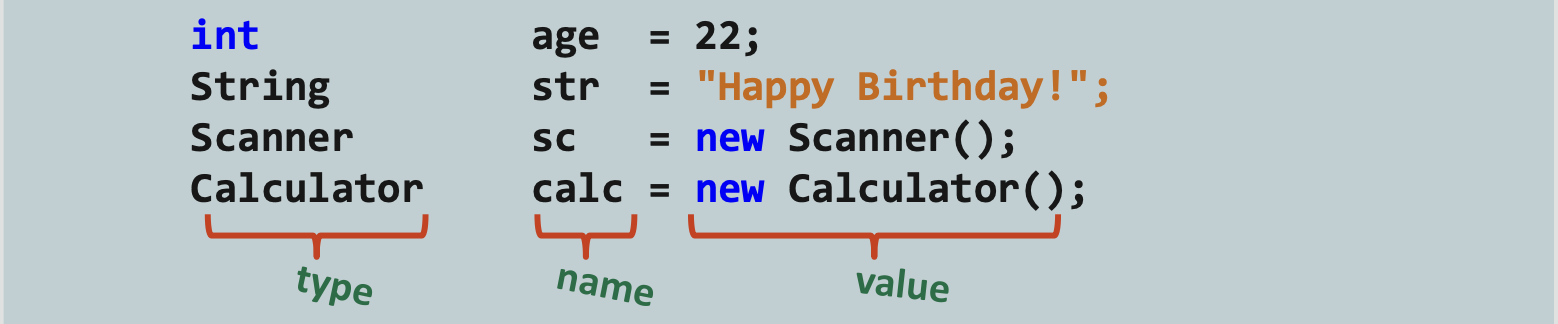 int age = 22;
String str = "Happy Birthday!";
Scanner sc = new Scanner();
Calculator calc = new Calculator();
type name value